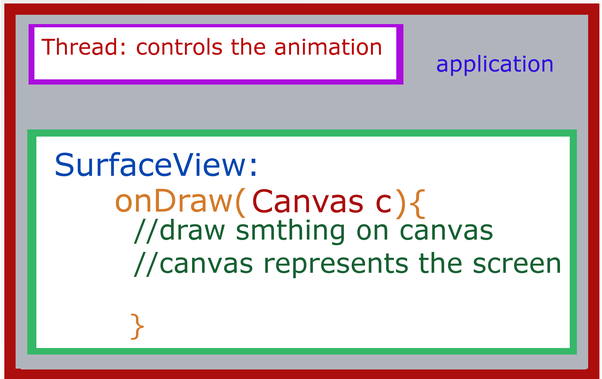 Thread: controls the animation
application
SurfaceView:
onDraw(Canvas c){
//draw smthing on canvas
//canvas represents the screen
}